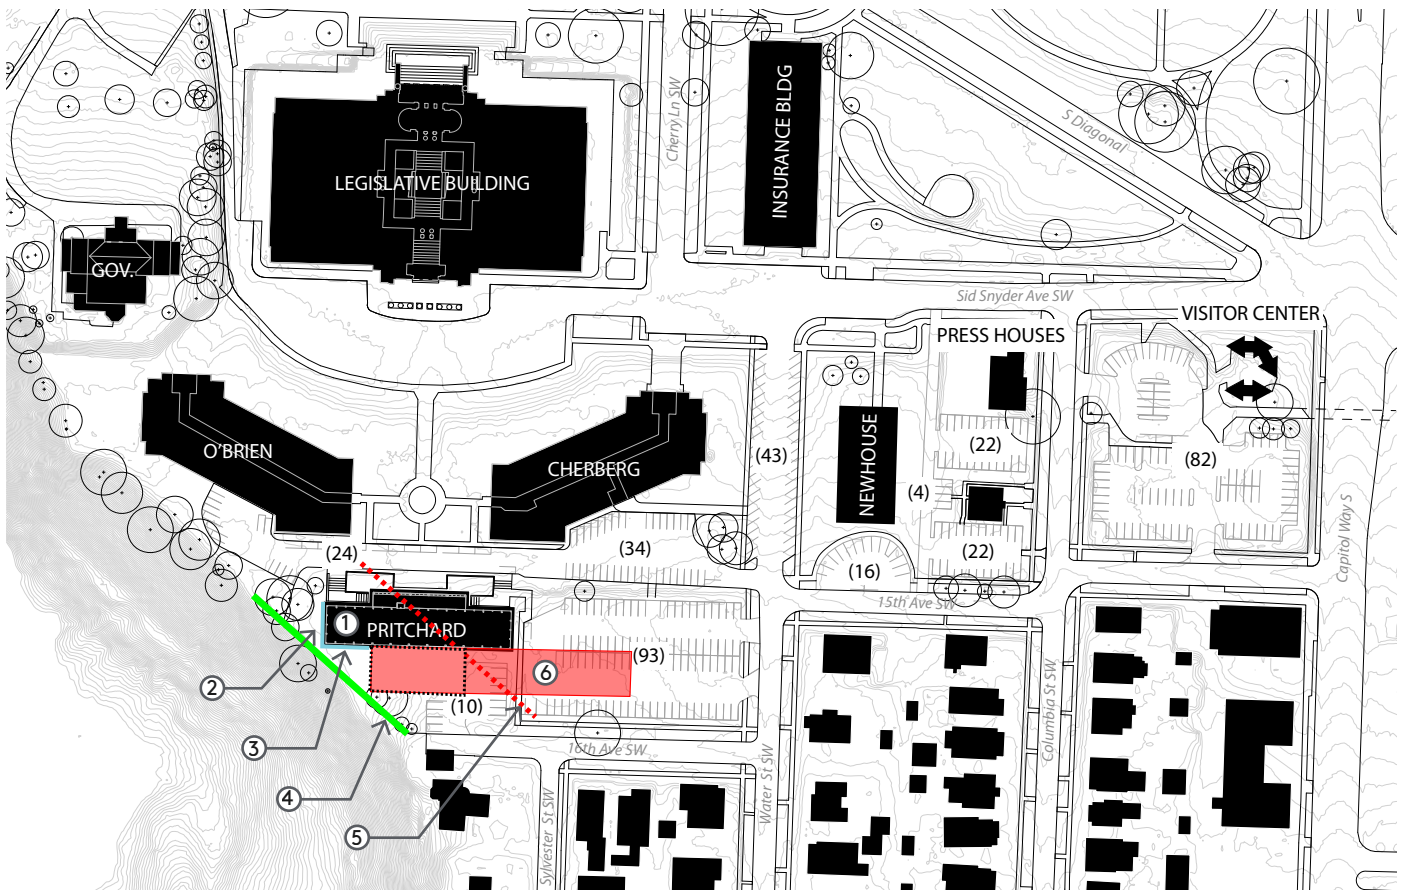 Cherry Ln SW
INSURANCE BLDG
S Diagonal
LEGISLATIVE BUILDING
GOV.
Sid Snyder Ave SW
VISITOR CENTER
PRESS HOUSES
O'BRIEN
CHERBERG
(43)
NEWHOUSE
(22)
(82)
(4)
Capitol Way S
(24)
(34)
(16)
(22)
15th Ave SW
1
PRITCHARD
(93)
6
2
(10)
3
16th Ave SW
Columbia St SW
4
Water St SW
5
Sylvester St SW